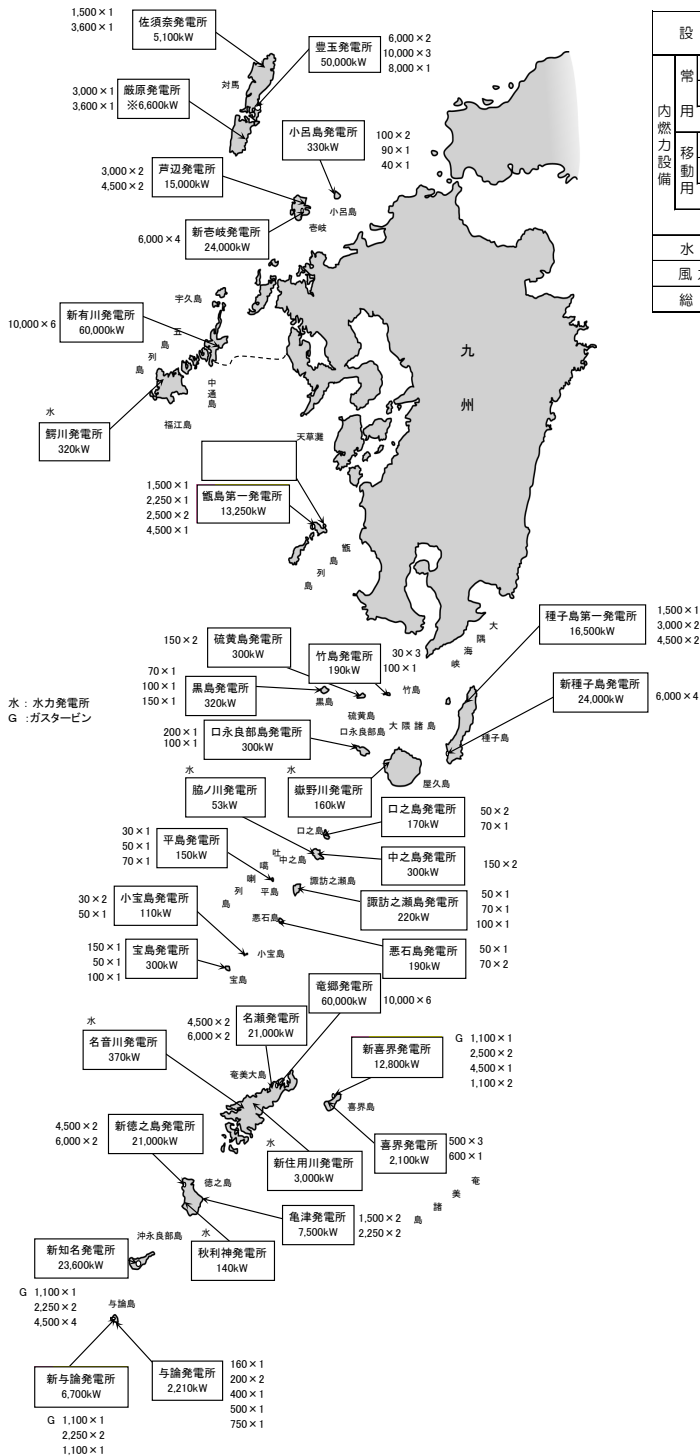 1,500×1
3,600×1
佐須奈発電所
5,100kW
豊玉発電所
50,000kW
6,000×2
10,000×3
8,000×1
対馬
3,000×1
3,600×1
厳原発電所
※6,600kW
小呂島発電所
330kW
100×2
90×1
40×1
3,000×2
4,500×2
芦辺発電所
15,000kW
小呂島
壱岐
6,000×4
新壱岐発電所
24,000kW
宇久島
10,000×6
新有川発電所
60,000kW
五島列島
中通島
福江島
水
鰐川発電所
320kW
九州
天草灘
1,500×1
2,250×1
2,500×2
4,500×1
甑島第一発電所
13,250kW
甑島列島
大隅海峡
種子島第一発電所
16,500kW
1,500×1
3,000×2
4,500×2
150×2
硫黄島発電所
300kW
竹島発電所
190kW
30×3
100×1
新種子島発電所
24,000kW
6,000×4
70×1
100×1
150×1
黒島発電所
320kW
黒島
竹島
硫黄島
大隈諸島
種子島
水:水力発電所
G :ガスタービン
200×1
100×1
口永良部島発電所
300kW
口永良部島
屋久島
水
脇ノ川発電所
53kW
水
嶽野川発電所
160kW
口之島発電所
170kW
50×2
70×1
口之島
30×1
50×1
70×1
平島発電所
150kW
中之島
中之島発電所
300kW
150×2
吐噶喇列島
平島
諏訪之瀬島
諏訪之瀬島発電所
220kW
50×1
70×1
100×1
30×2
50×1
小宝島発電所
110kW
悪石島
悪石島発電所
190kW
50×1
70×2
150×1
50×1
100×1
宝島発電所
300kW
小宝島
宝島
竜郷発電所
60,000kW
10,000×6
4,500×2
6,000×2
名瀬発電所
21,000kW
水
名音川発電所
370kW
奄美大島
新喜界発電所
12,800kW
G 1,100×1
2,500×2
4,500×1
1,100×2
喜界島
喜界発電所
2,100kW
500×3
600×1
4,500×2
6,000×2
新徳之島発電所
21,000kW
水
新住用川発電所
3,000kW
奄美諸島
徳之島
亀津発電所
7,500kW
1,500×2
2,250×2
水
秋利神発電所
140kW
沖永良部島
新知名発電所
23,600kW
G 1,100×1
2,250×2
4,500×4
与論島
新与論発電所
6,700kW
G 1,100×1
2,250×2
1,100×1
与論発電所
2,210kW
160×1
200×2
400×1
500×1
750×1
設
内燃力設備
常用
移動用
水
風
総